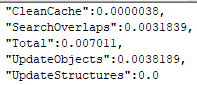 "CleanCache":0.0000038,
"SearchOverlaps":0.0031839,
"Total":0.007011,
"UpdateObjects":0.0038189,
"UpdateStructures":0.0